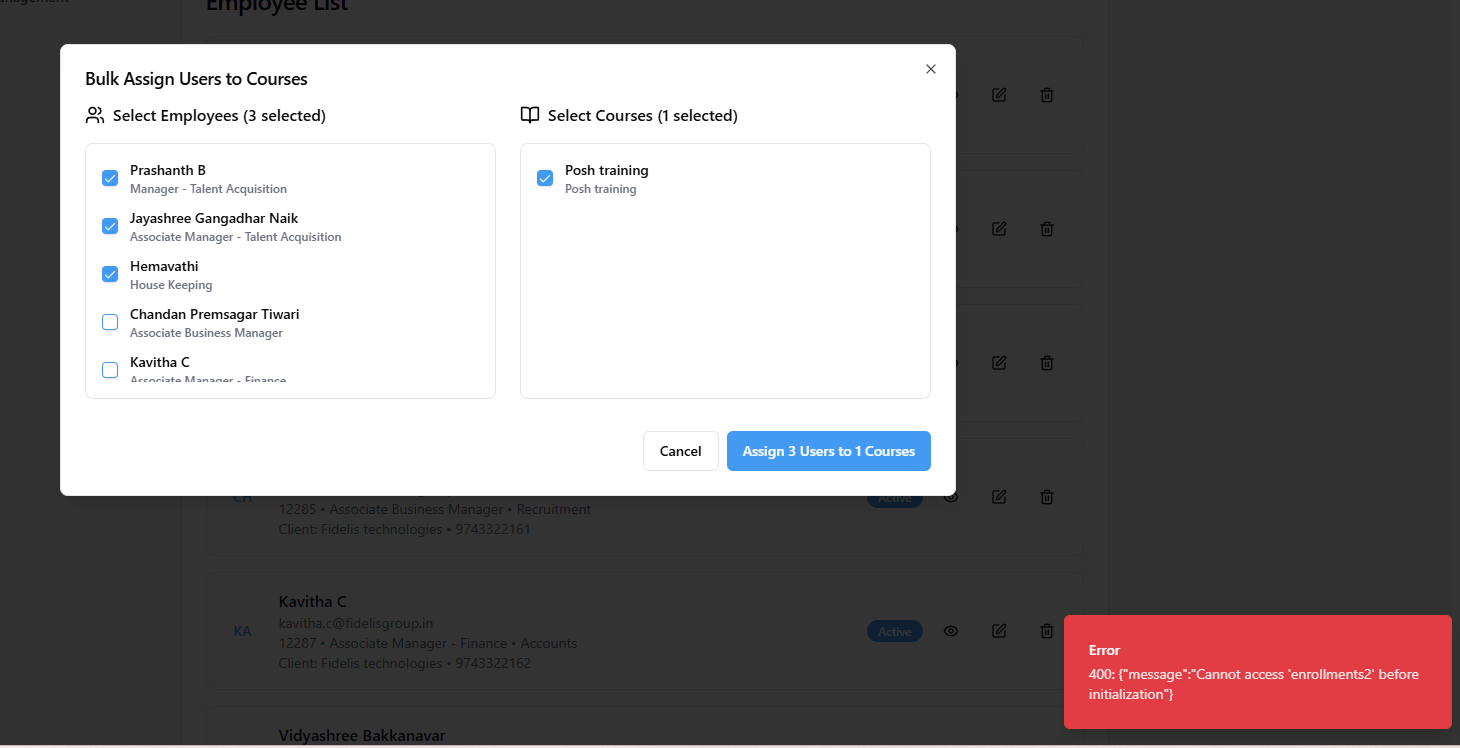 Employee List
Bulk Assign Users to Courses
Select Employees (3 selected)
Select Courses (1 selected)
Prashanth B
Manager - Talent Acquisition
Jayashree Gangadhar Naik
Associate Manager - Talent Acquisition
Hemavathi
House Keeping
Chandan Premsagar Tiwari
Associate Business Manager
Kavitha C
Associate Manager - Finance
Posh training
Posh training
Cancel
Assign 3 Users to 1 Courses
CH
Active
12285 • Associate Business Manager • Recruitment
Client: Fidelis technologies • 9743322161
KA
Kavitha C
kavitha.c@fidelisgroup.in
12287 • Associate Manager - Finance • Accounts
Client: Fidelis technologies • 9743322162
Active
Vidyashree Bakkanavar
Error
400: {"message":"Cannot access 'enrollments2' before
initialization"}